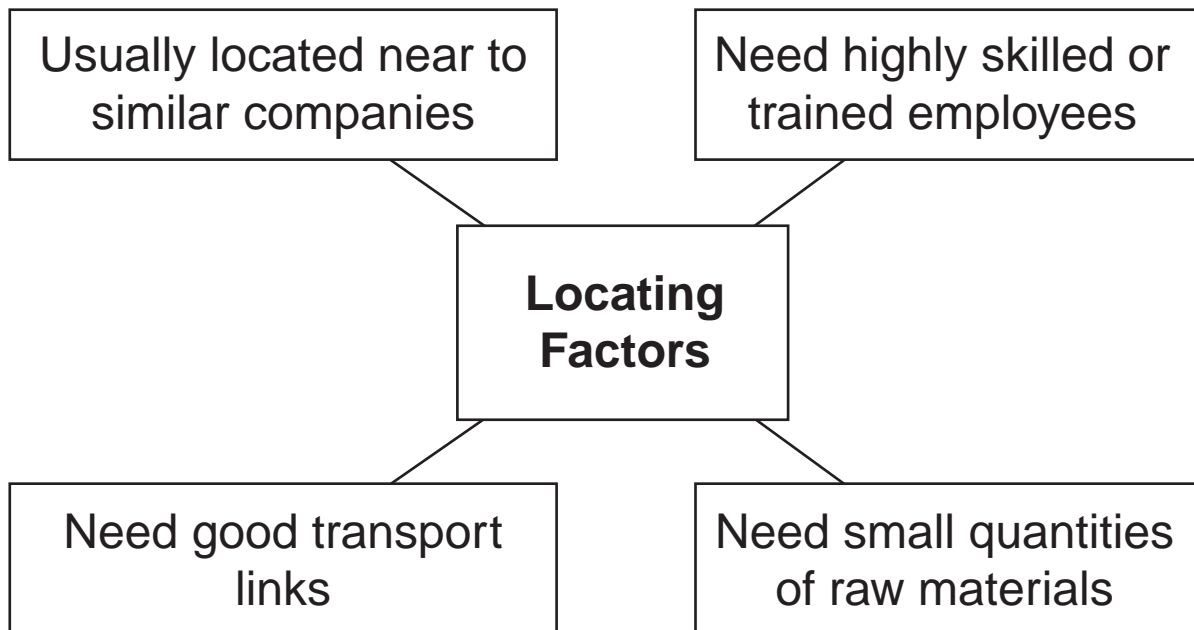 Usually located near to
similar companies
Need highly skilled or
trained employees
Locating
Factors
Need good transport
links
Need small quantities
of raw materials